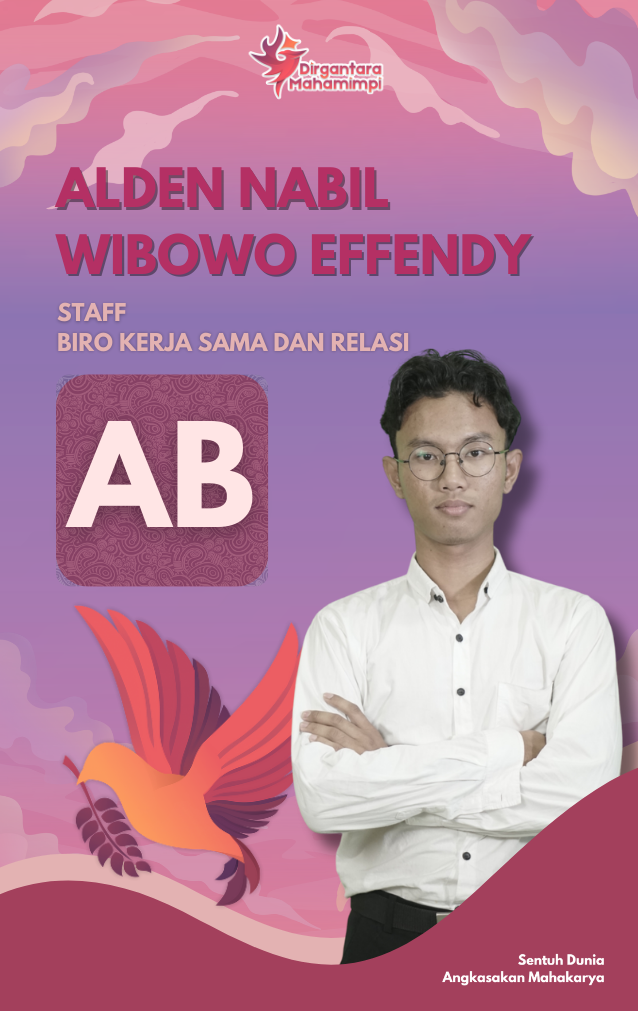 Dirgantara
Mahamimpi
ALDEN NABIL
WIBOWO EFFENDY
STAFF
BIRO KERJA SAMA DAN RELASI
AB
Sentuh Dunia
Angkasakan Mahakarya